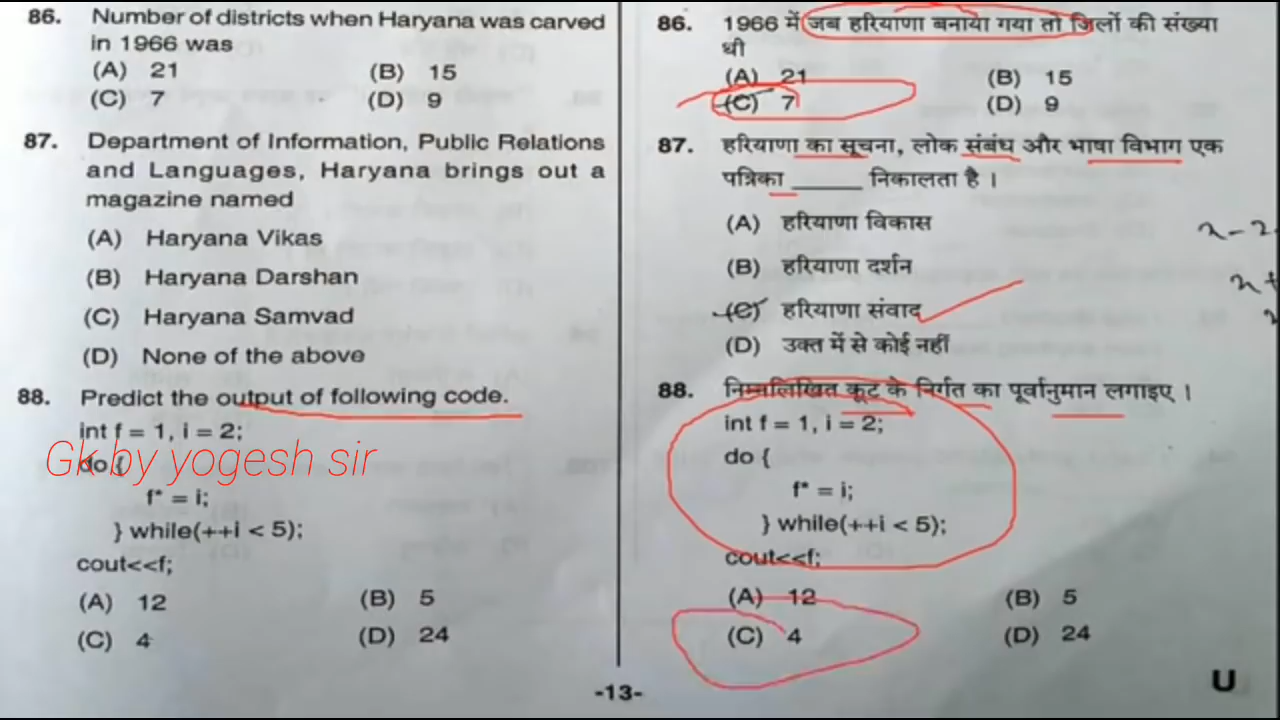 86. Number of districts when Haryana was carved
in 1966 was
(A) 21 (B) 15
(C) 7 (D) 9
87. Department of Information, Public Relations
and Languages, Haryana brings out a
magazine named
(A) Haryana Vikas
(B) Haryana Darshan
(C) Haryana Samvad
(D) None of the above
88. Predict the output of following code.
int f = 1, i = 2;
Gk by yogesh sir
do {
f* = i;
} while(++i < 5);
cout<<f;
(A) 12 (B) 5
(C) 4 (D) 24
86. 1966 में जब हरियाणा बनाया गया तो जिलों की संख्या
थी
(A) 21 (B) 15
(C) 7 (D) 9
87. हरियाणा का सूचना, लोक संबंध और भाषा विभाग एक
पत्रिका ______ निकालता है ।
(A) हरियाणा विकास
(B) हरियाणा दर्शन
(C) हरियाणा संवाद
(D) उक्त में से कोई नहीं
88. निम्नलिखित कूट के निर्गत का पूर्वानुमान लगाइए ।
int f = 1, i = 2;
do {
f* = i;
} while(++i < 5);
cout<<f;
(A) 12 (B) 5
(C) 4 (D) 24
-13-
U